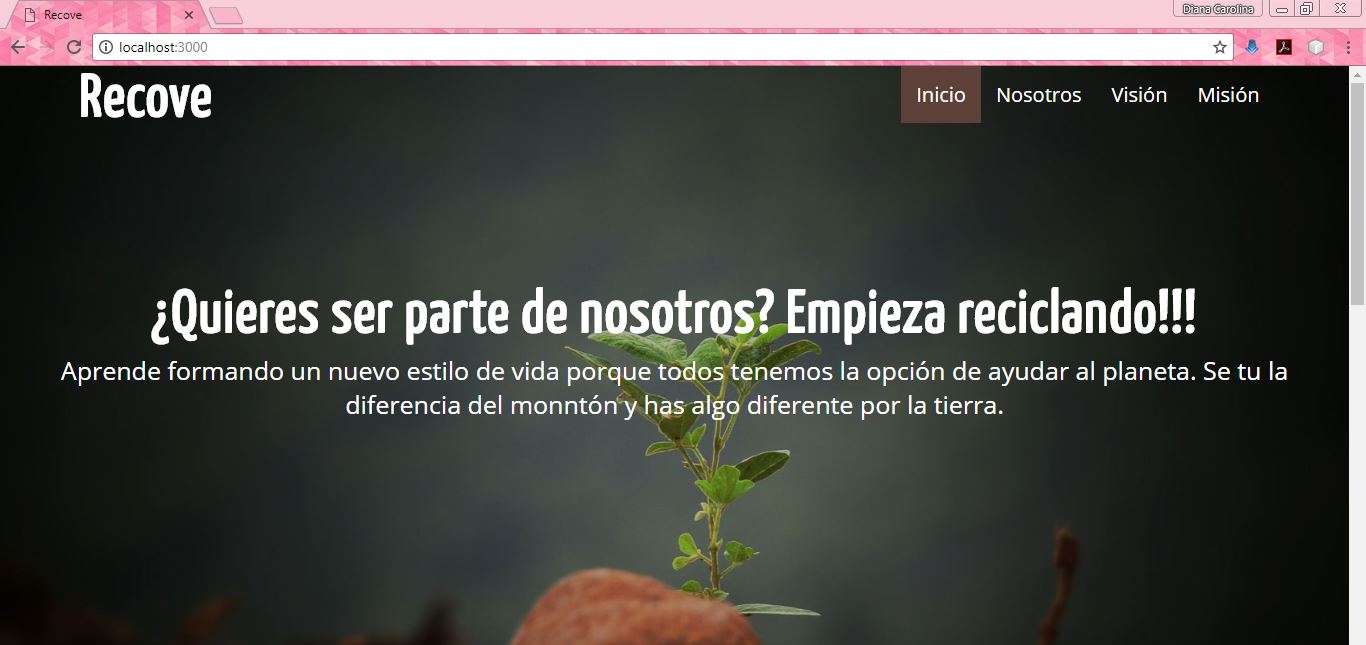 Recove
Diana Carolina
localhost:3000
Recove
Inicio Nosotros Visión Misión
¿Quieres ser parte de nosotros? Empieza reciclando!!!
Aprende formando un nuevo estilo de vida porque todos tenemos la opción de ayudar al planeta. Se tu la
diferencia del monntón y has algo diferente por la tierra.